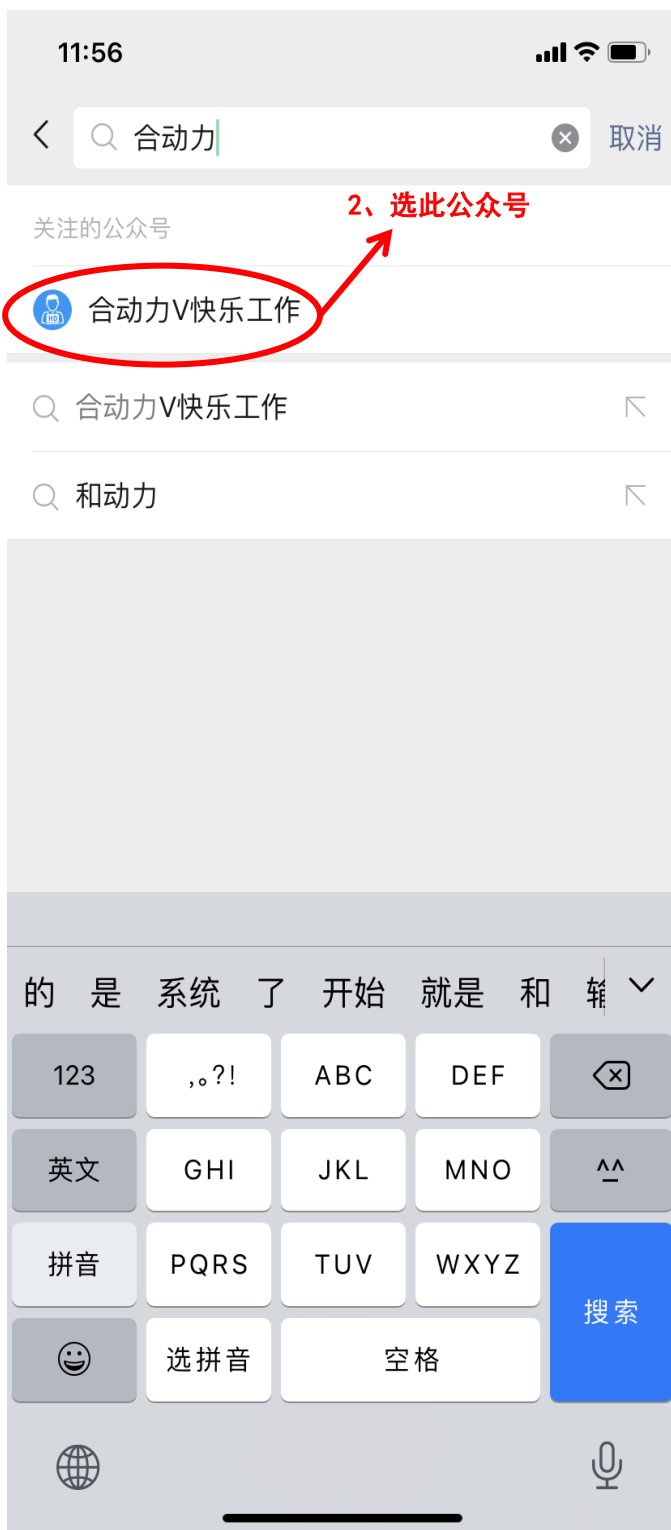 11:56
合动力
取消
2、选此公众号
关注的公众号
合动力V快乐工作
合动力V快乐工作
和动力
的 是 系统 了 开始 就是 和
123 ,。?! ABC DEF
英文 GHI JKL MNO ^^
拼音 PQRS TUV WXYZ
搜索
选拼音 空格